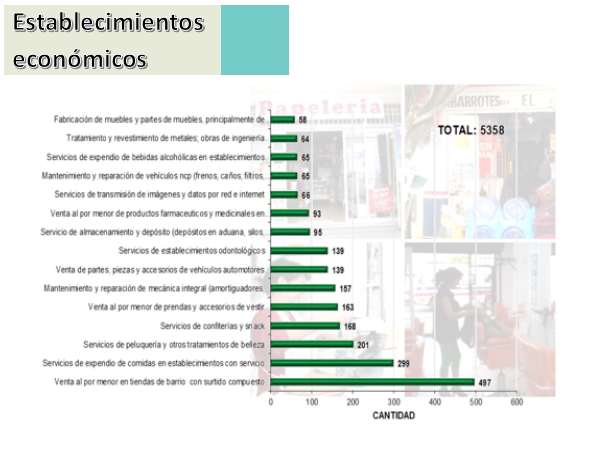 Establecimientos
económicos
Papeleria
ABARROTES EL
TOTAL: 5358
Fabricación de muebles y partes de muebles, principalmente de 58
Tratamiento y revestimiento de metales; obras de ingeniería 64
Servicios de expendio de bebidas alcohólicas en establecimientos 65
Mantenimiento y reparación de vehículos ncp (frenos, caños, filtros, 65
Servicios de transmisión de imágenes y datos por red e internet 66
Venta al por menor de productos farmaceuticos y medicinales en 93
Servicio de almacenamiento y depósito (depósitos en aduana, silos, 95
Servicios de establecimientos odontológicos 139
Venta de partes, piezas y accesorios de vehículos automotores 139
Mantenimiento y reparación de mecánica integral (amortiguadores, 157
Venta al por menor de prendas y accesorios de vestir 163
Servicios de confiterías y snack 168
Servicios de peluquería y otros tratamientos de belleza 201
Servicios de expendio de comidas en establecimientos con servicio 299
Venta al por menor en tiendas de barrio con surtido compuesto 497
0 100 200 300 400 500 600
CANTIDAD